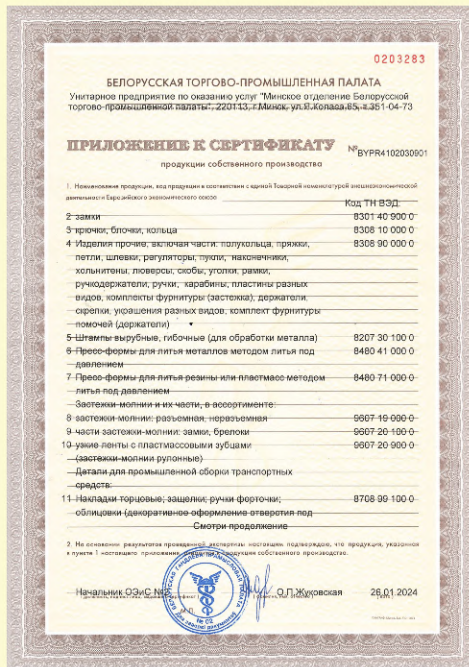 0203283
БЕЛОРУССКАЯ ТОРГОВО-ПРОМЫШЛЕННАЯ ПАЛАТА
Унитарное предприятие по оказанию услуг "Минское отделение Белорусской
торгово-промышленной палаты", 220113, г.Минск, ул.Я.Коласа,65, т.351-04-73
ПРИЛОЖЕНИЕ К СЕРТИФИКАТУ № BYPR4102030901
продукции собственного производства
1. Наименование продукции, код продукции в соответствии с единой Товарной номенклатурой внешнеэкономической
деятельности Евразийского экономического союза
Код ТН ВЭД:
2 замки 8301 40 900 0
3 крючки, блочки, кольца 8308 10 000 0
4 Изделия прочие, включая части: полукольца, пряжки, 8308 90 000 0
петли, шлевки, регуляторы, пукли, наконечники,
хольнитены, люверсы, скобы, уголки, рамки,
ручкодержатели, ручки, карабины, пластины разных
видов, комплекты фурнитуры (застежка), держатели,
скрепки, украшения разных видов, комплект фурнитуры
помочей (держатели)
5 Штампы вырубные, гибочные (для обработки металла) 8207 30 100 0
6 Пресс-формы для литья металлов методом литья под 8480 41 000 0
давлением
7 Пресс-формы для литья резины или пластмасс методом 8480 71 000 0
литья под давлением
Застежки-молнии и их части, в ассортименте:
8 застежки-молнии: разъемная, неразъемная 9607 19 000 0
9 части застежки-молнии: замки, брелоки 9607 20 100 0
10 узкие ленты с пластмассовыми зубцами 9607 20 900 0
(застежки-молнии рулонные)
Детали для промышленной сборки транспортных
средств:
11 Накладки торцовые; защелки; ручки форточки; 8708 99 100 0
облицовки (декоративное оформление отверстия под
Смотри продолжение
2. На основании результатов проведенной экспертизы настоящим подтверждаем, что продукция, указанная
в пункте 1 настоящего приложения, является продукцией собственного производства.
Начальник ОЭиС №2 О.Л.Жуковская 26.01.2024
М.П.
№ 02